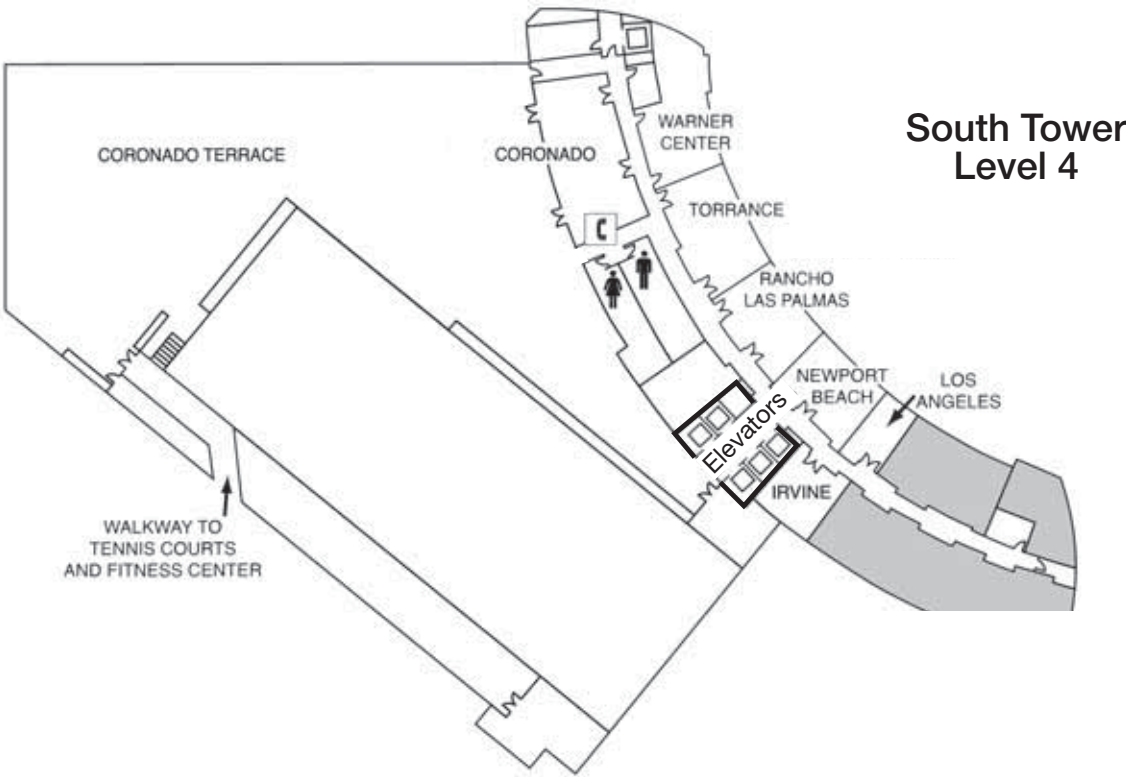 South Tower
Level 4
WARNER
CENTER
CORONADO TERRACE
CORONADO
TORRANCE
RANCHO
LAS PALMAS
NEWPORT
BEACH
LOS
ANGELES
Elevators
IRVINE
WALKWAY TO
TENNIS COURTS
AND FITNESS CENTER